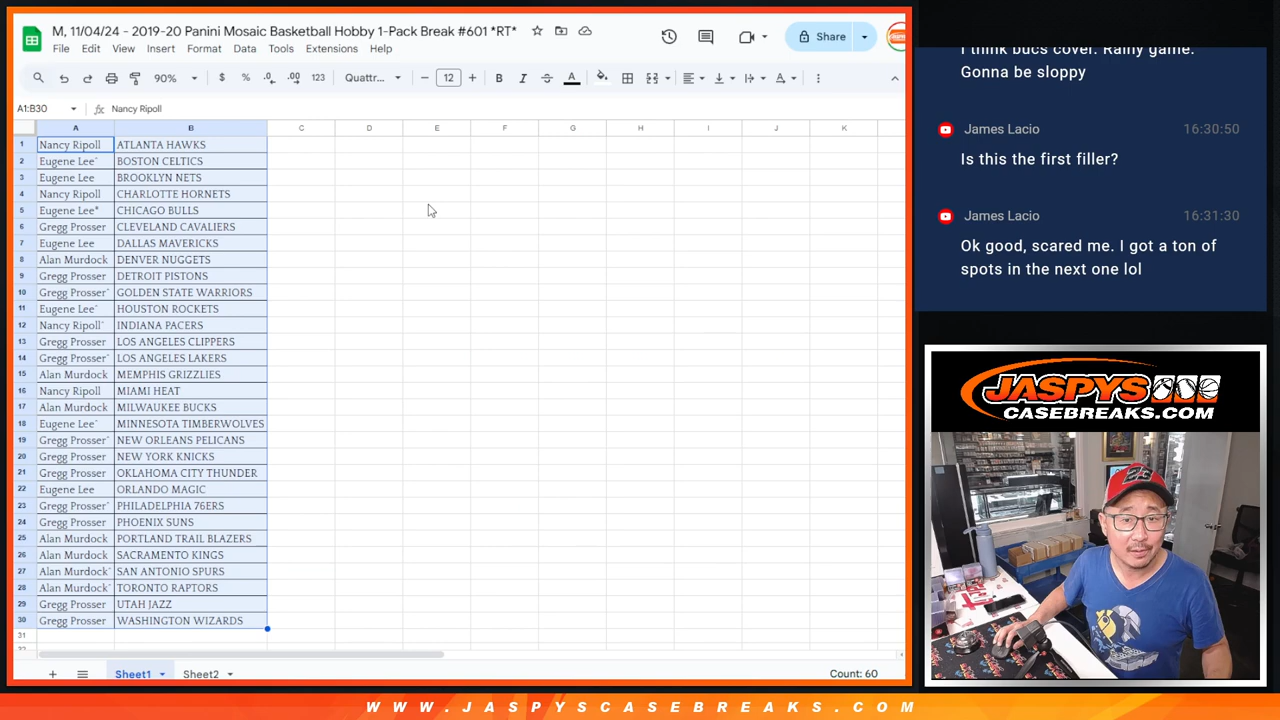 M, 11/04/24 - 2019-20 Panini Mosaic Basketball Hobby 1-Pack Break #601 *RT*
File Edit View Insert Format Data Tools Extensions Help
Share
90% $ % .0 .00 123 Quattr... 12 B I S A
A1:B30 fx Nancy Ripoll
A B C D E F G H I J K
1 Nancy Ripoll ATLANTA HAWKS
2 Eugene Lee^ BOSTON CELTICS
3 Eugene Lee BROOKLYN NETS
4 Nancy Ripoll CHARLOTTE HORNETS
5 Eugene Lee* CHICAGO BULLS
6 Gregg Prosser CLEVELAND CAVALIERS
7 Eugene Lee DALLAS MAVERICKS
8 Alan Murdock DENVER NUGGETS
9 Gregg Prosser DETROIT PISTONS
10 Gregg Prosser^ GOLDEN STATE WARRIORS
11 Eugene Lee^ HOUSTON ROCKETS
12 Nancy Ripoll^ INDIANA PACERS
13 Gregg Prosser LOS ANGELES CLIPPERS
14 Gregg Prosser^ LOS ANGELES LAKERS
15 Alan Murdock MEMPHIS GRIZZLIES
16 Nancy Ripoll MIAMI HEAT
17 Alan Murdock MILWAUKEE BUCKS
18 Eugene Lee^ MINNESOTA TIMBERWOLVES
19 Gregg Prosser^ NEW ORLEANS PELICANS
20 Gregg Prosser NEW YORK KNICKS
21 Gregg Prosser OKLAHOMA CITY THUNDER
22 Eugene Lee ORLANDO MAGIC
23 Gregg Prosser^ PHILADELPHIA 76ERS
24 Gregg Prosser PHOENIX SUNS
25 Alan Murdock PORTLAND TRAIL BLAZERS
26 Alan Murdock SACRAMENTO KINGS
27 Alan Murdock^ SAN ANTONIO SPURS
28 Alan Murdock^ TORONTO RAPTORS
29 Gregg Prosser UTAH JAZZ
30 Gregg Prosser WASHINGTON WIZARDS
31
Sheet1 Sheet2 Count: 60
I think bucs cover. Rainy game.
Gonna be sloppy
James Lacio 16:30:50
Is this the first filler?
James Lacio 16:31:30
Ok good, scared me. I got a ton of
spots in the next one lol
JASPYS
CASEBREAKS.COM
23
WWW.JASPYSCASEBREAKS.COM